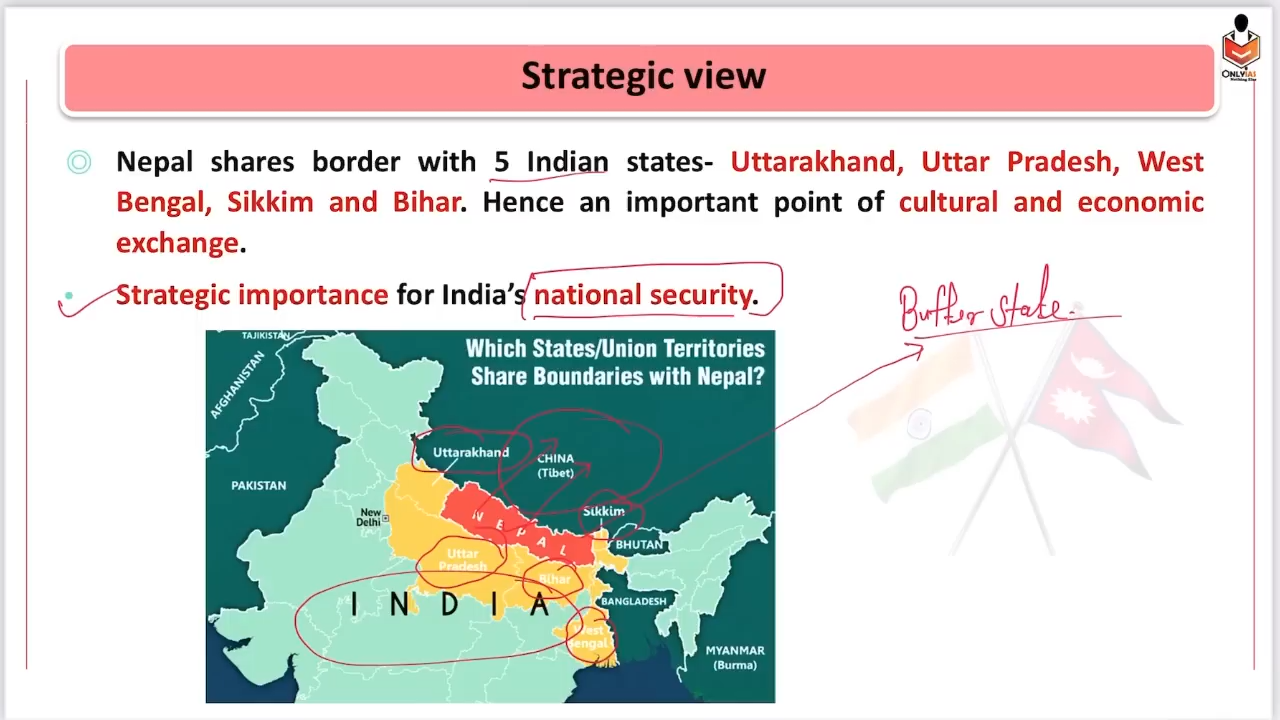 Strategic view
ONLYIAS
Nothing Else
Nepal shares border with 5 Indian states- Uttarakhand, Uttar Pradesh, West
Bengal, Sikkim and Bihar. Hence an important point of cultural and economic
exchange.
Strategic importance for India's national security.
Buffer state.
Which States/Union Territories
Share Boundaries with Nepal?
TAJIKISTAN
AFGHANISTAN
Uttarakhand
CHINA
(Tibet)
PAKISTAN
New
Delhi
NEPAL
Sikkim
BHUTAN
Uttar
Pradesh
Bihar
INDIA
BANGLADESH
West
Bengal
MYANMAR
(Burma)